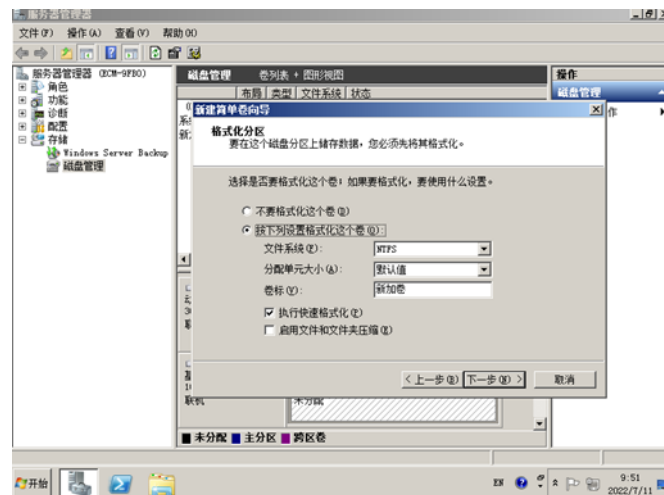 服务器管理器
文件(F) 操作(A) 查看(V) 帮助(H)
服务器管理器 (ECM-9FB0)
角色
功能
诊断
配置
存储
Windows Server Backup
磁盘管理
磁盘管理 卷列表 + 图形视图
布局 类型 文件系统 状态
操作
磁盘管理
新建简单卷向导
格式化分区
要在这个磁盘分区上储存数据，您必须先将其格式化。
选择是否要格式化这个卷；如果要格式化，要使用什么设置。
不要格式化这个卷(D)
按下列设置格式化这个卷(O):
文件系统(F): NTFS
分配单元大小(A): 默认值
卷标(V): 新加卷
执行快速格式化(P)
启用文件和文件夹压缩(E)
<上一步(B) 下一步(N)> 取消
联机
未分配
未分配 主分区 跨区卷
开始
EN
9:51
2022/7/11